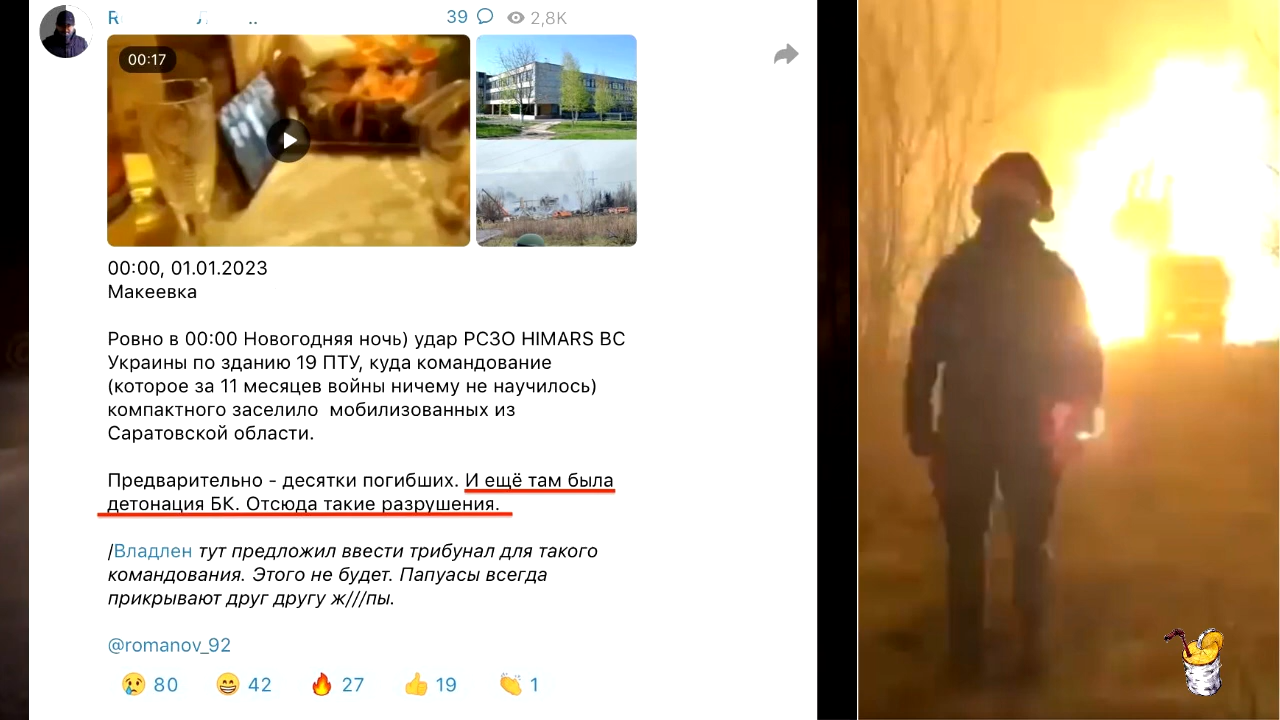 39 2,8K
00:17
00:00, 01.01.2023
Макеевка
Ровно в 00:00 Новогодняя ночь) удар РСЗО HIMARS ВС
Украины по зданию 19 ПТУ, куда командование
(которое за 11 месяцев войны ничему не научилось)
компактного заселило мобилизованных из
Саратовской области.
Предварительно - десятки погибших. И ещё там была
детонация БК. Отсюда такие разрушения.
/Владлен тут предложил ввести трибунал для такого
командования. Этого не будет. Папуасы всегда
прикрывают друг другу ж///пы.
@romanov_92
80 42 27 19 1